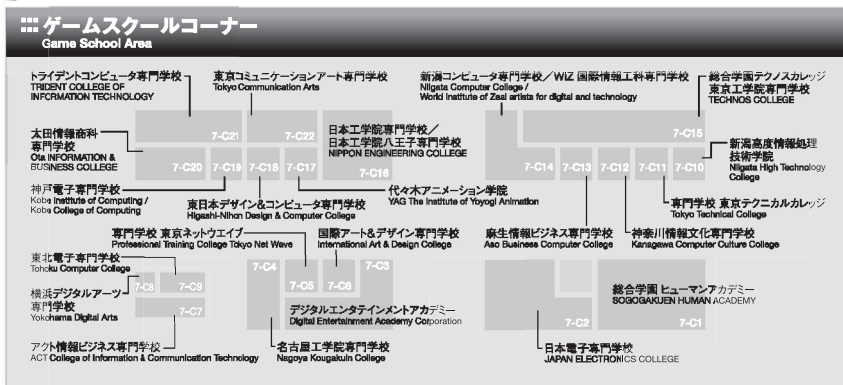 ゲームスクールコーナー
Game School Area
トライデントコンピュータ専門学校
TRIDENT COLLEGE OF
INFORMATION TECHNOLOGY
東京コミュニケーションアート専門学校
Tokyo Communication Arts
新潟コンピュータ専門学校/WIZ 国際情報工科専門学校
Niigata Computer College /
World Institute of Zeal artists for digital and technology
総合学園テクノスカレッジ
東京工学院専門学校
TECHNOS COLLEGE
7-C21
7-C22
日本工学院専門学校/
日本工学院八王子専門学校
NIPPON ENGINEERING COLLEGE
7-C15
太田情報商科
専門学校
Ota INFORMATION &
BUSINESS COLLEGE
新潟高度情報処理
技術学院
Niigata High Technology
College
7-C20
7-C19
7-C18
7-C17
7-C16
7-C14
7-C13
7-C12
7-C11
7-C10
神戸電子専門学校
Kobe Institute of Computing /
Kobe College of Computing
東日本デザイン&コンピュータ専門学校
Higashi-Nihon Design & Computer College
代々木アニメーション学院
YAG The Institute of Yoyogi Animation
専門学校 東京テクニカルカレッジ
Tokyo Technical College
専門学校 東京ネットウエイブ
Professional Training College Tokyo Net Wave
国際アート&デザイン専門学校
International Art & Design College
麻生情報ビジネス専門学校
Aso Business Computer College
神奈川情報文化専門学校
Kanagawa Computer Culture College
東北電子専門学校
Tohoku Computer College
7-C4
7-C3
7-C8
7-C9
7-C5
7-C6
横浜デジタルアーツ
専門学校
Yokohama Digital Arts
7-C7
デジタルエンタテインメントアカデミー
Digital Entertainment Academy Corporation
総合学園 ヒューマンアカデミー
SOGOGAKUEN HUMAN ACADEMY
7-C2
7-C1
アクト情報ビジネス専門学校
ACT College of Information & Communication Technology
名古屋工学院専門学校
Nagoya Kougakuin College
日本電子専門学校
JAPAN ELECTRONICS COLLEGE